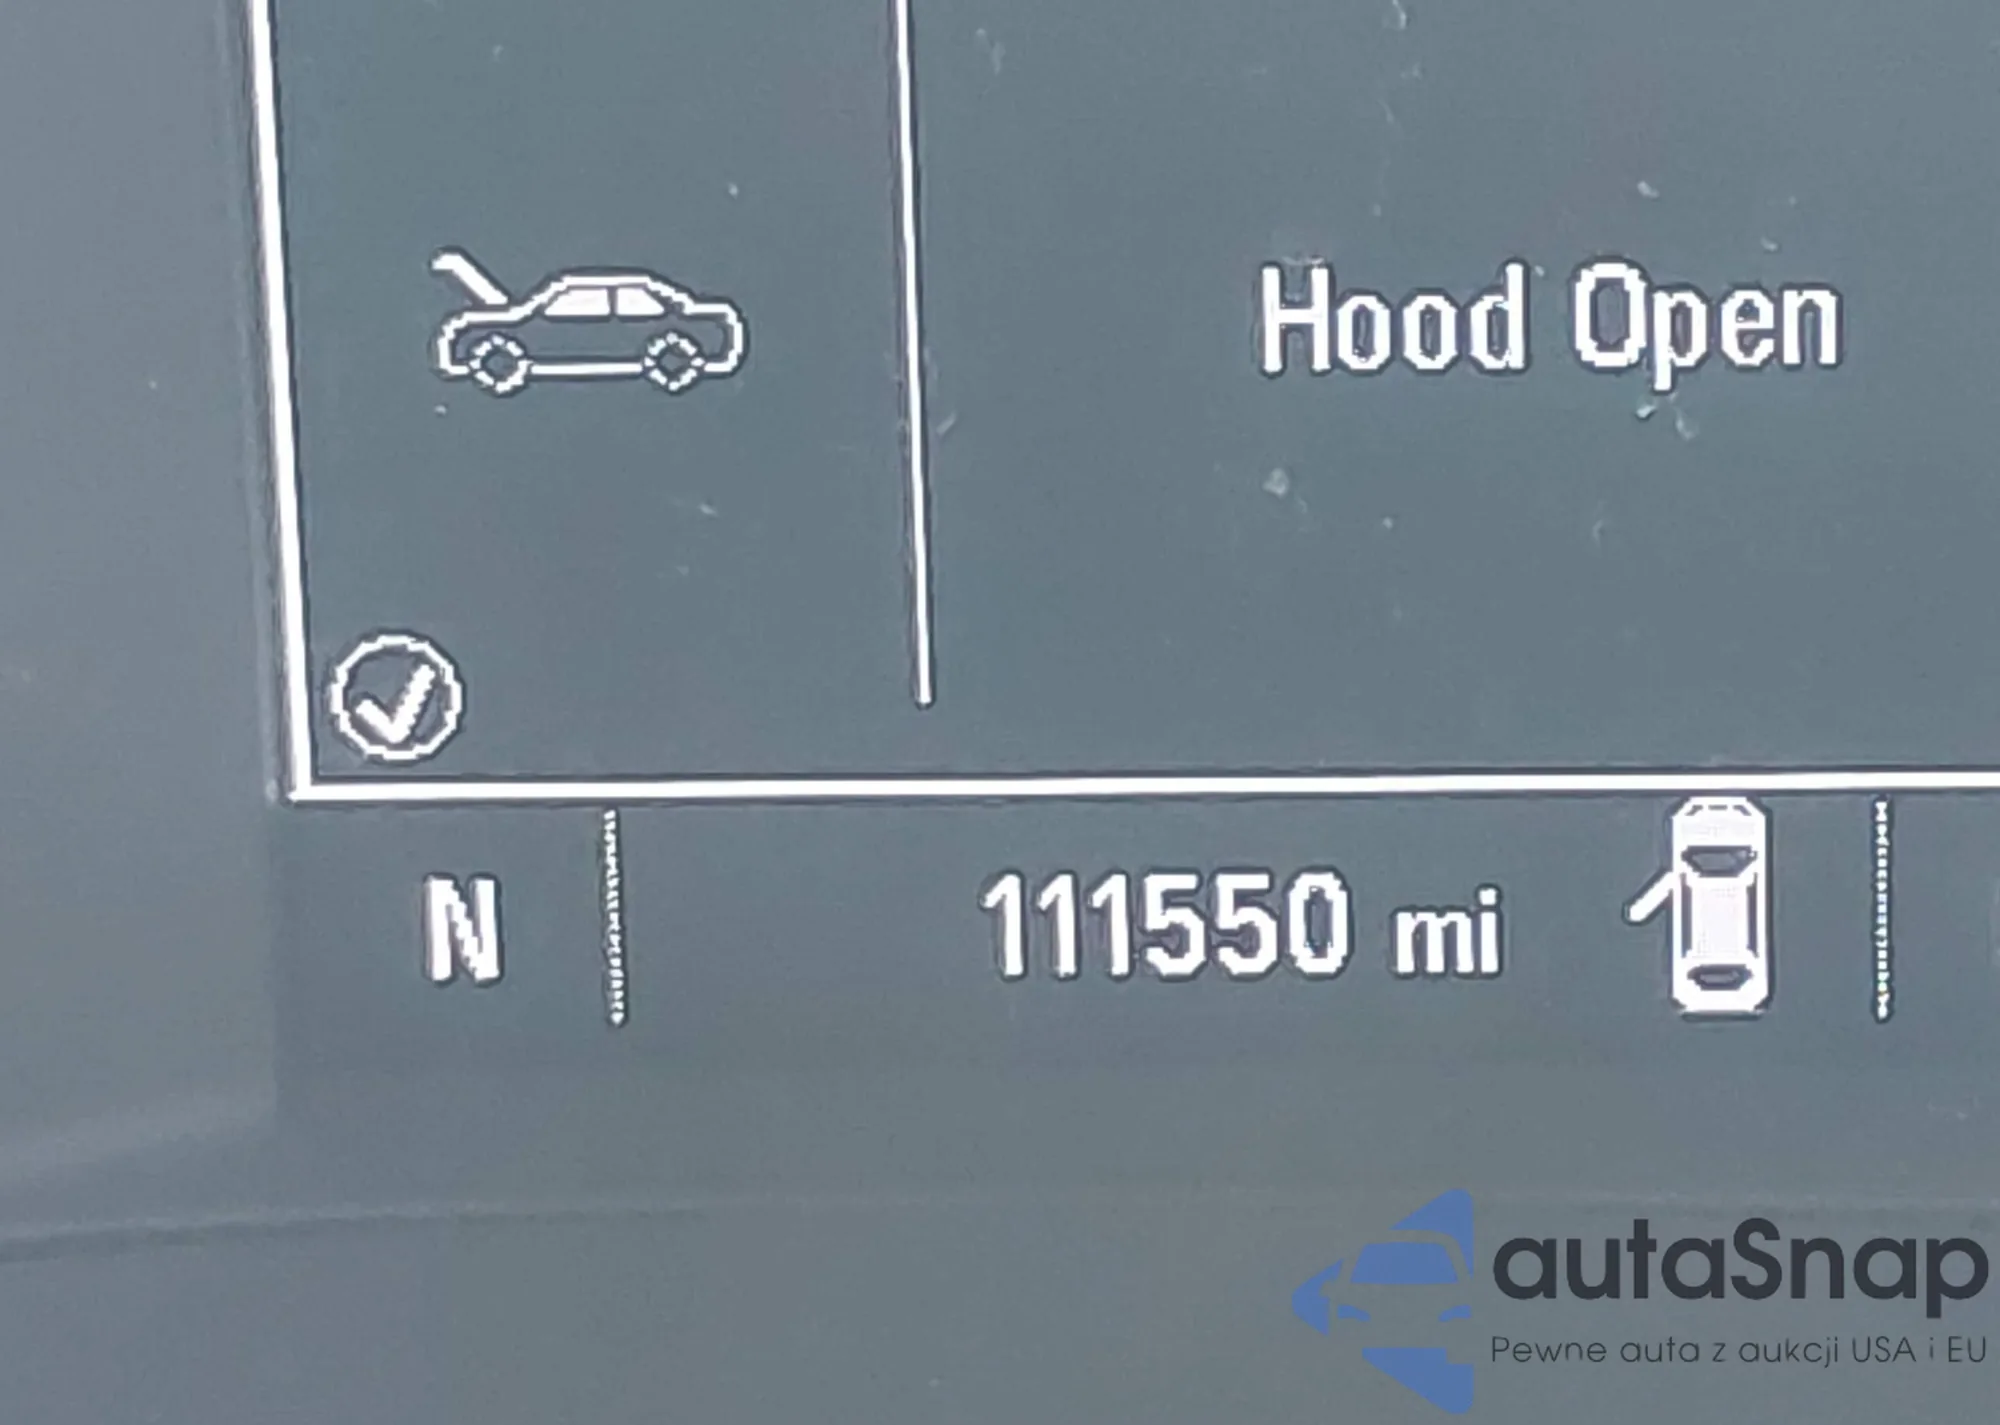 Hood Open
N
111550 mi
autaSnap
Pewne auta z aukcji USA i EU